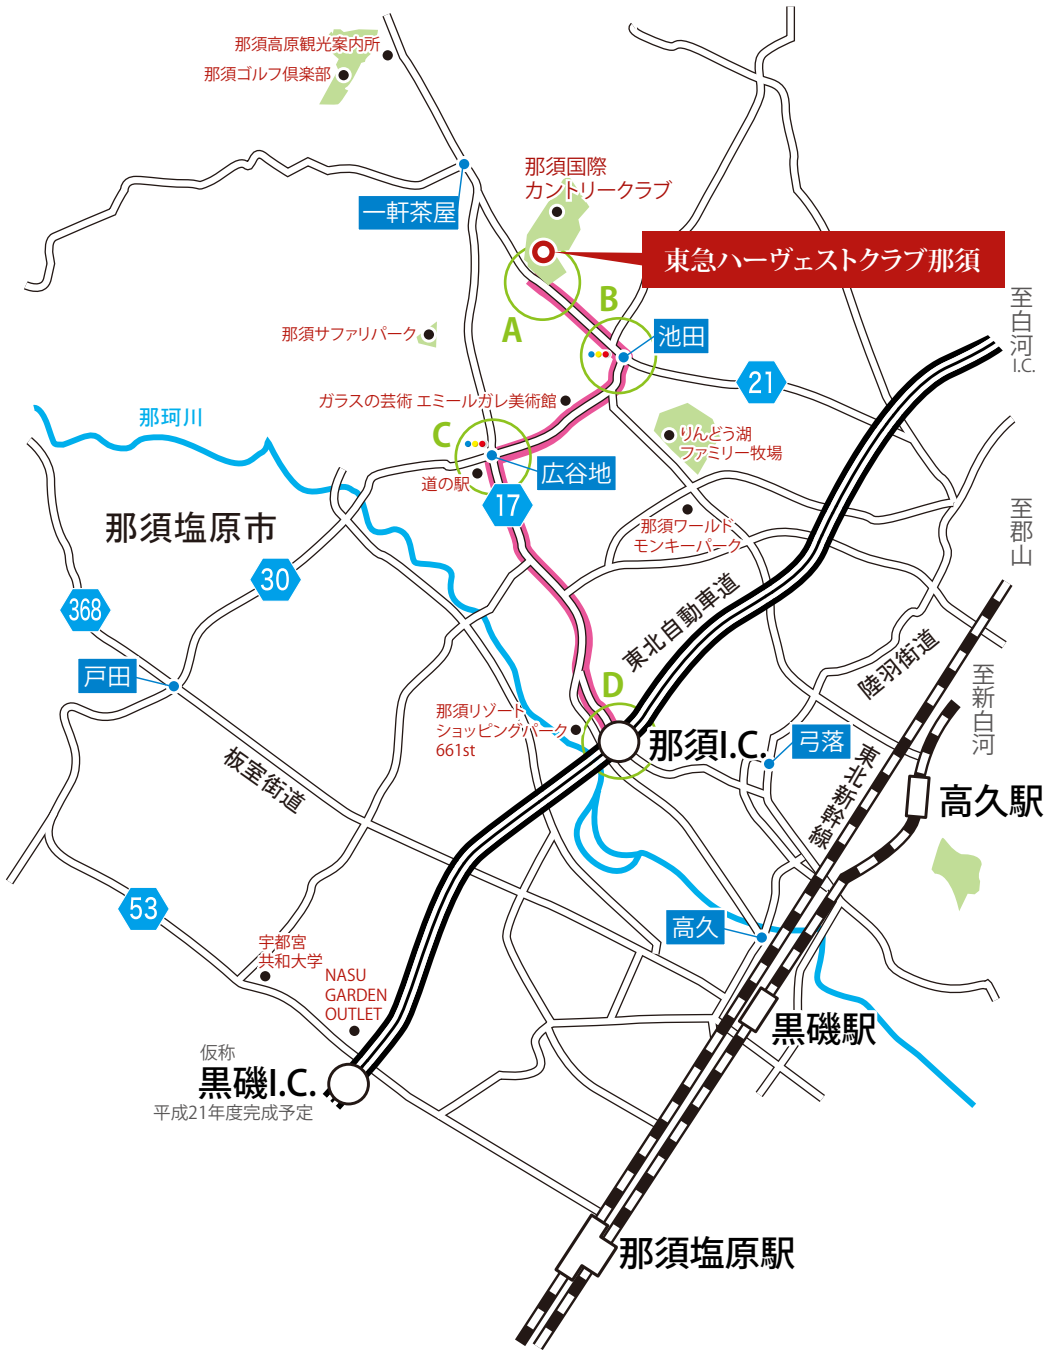 那須高原観光案内所
那須ゴルフ倶楽部
那須国際
カントリークラブ
一軒茶屋
東急ハーヴェストクラブ那須
B
A
至白河
I.C.
池田
那須サファリパーク
21
ガラスの芸術 エミールガレ美術館
那珂川
C
りんどう湖
ファミリー牧場
道の駅
広谷地
17
那須塩原市
那須ワールド
モンキーパーク
至郡山
30
368
東北自動車道
陸羽街道
戸田
D
至新白河
那須リゾート
ショッピングパーク
661st
那須I.C.
弓落
東北新幹線
板室街道
高久駅
53
高久
宇都宮
共和大学
NASU
GARDEN
OUTLET
黒磯駅
仮称
黒磯I.C.
平成21年度完成予定
那須塩原駅